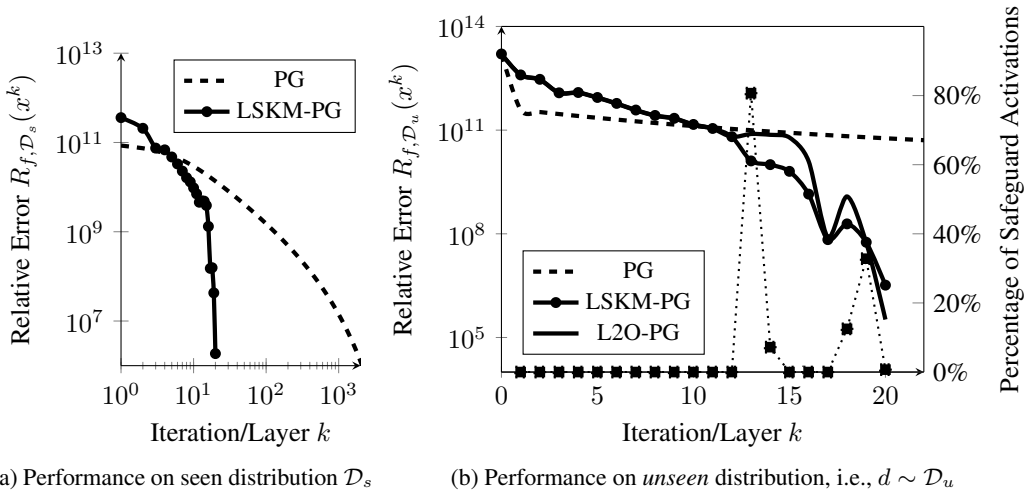 10^13
10^11
10^9
10^7
10^0
10^1
10^2
10^3
Relative Error R_{f,D_s}(x^k)
Iteration/Layer k
PG
LSKM-PG
a) Performance on seen distribution D_s
10^14
10^11
10^8
10^5
0
5
10
15
20
Relative Error R_{f,D_u}(x^k)
Iteration/Layer k
PG
LSKM-PG
L2O-PG
80%
60%
40%
20%
0%
Percentage of Safeguard Activations
(b) Performance on unseen distribution, i.e., d ∼ D_u